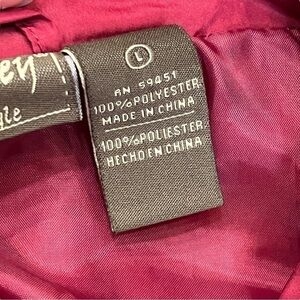 L
RN 59451
100% POLYESTER
MADE IN CHINA
100% POLIESTER
HECHO EN CHINA